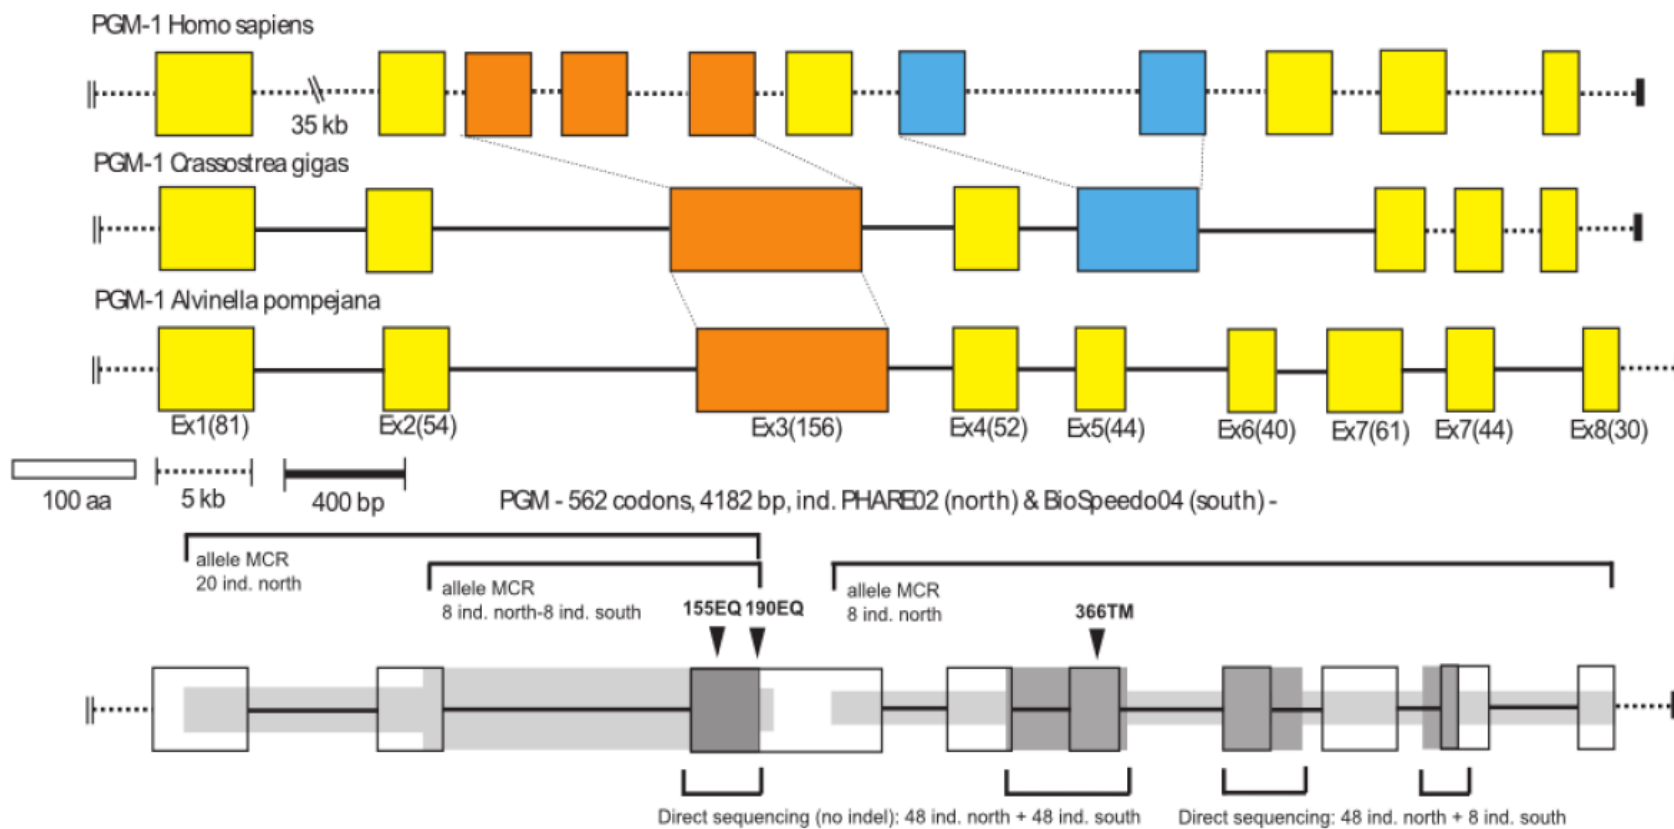 PGM-1 Homo sapiens
35 kb
PGM-1 Crassostrea gigas
PGM-1 Alvinella pompejana
Ex1(81) Ex2(54) Ex3(156) Ex4(52) Ex5(44) Ex6(40) Ex7(61) Ex7(44) Ex8(30)
100 aa 5 kb 400 bp
PGM - 562 codons, 4182 bp, ind. PHARE02 (north) & BioSpeedo04 (south) -
allele MCR
20 ind. north
allele MCR
8 ind. north-8 ind. south
155EQ 190EQ
allele MCR
8 ind. north
366TM
Direct sequencing (no indel): 48 ind. north + 48 ind. south
Direct sequencing: 48 ind. north + 8 ind. south